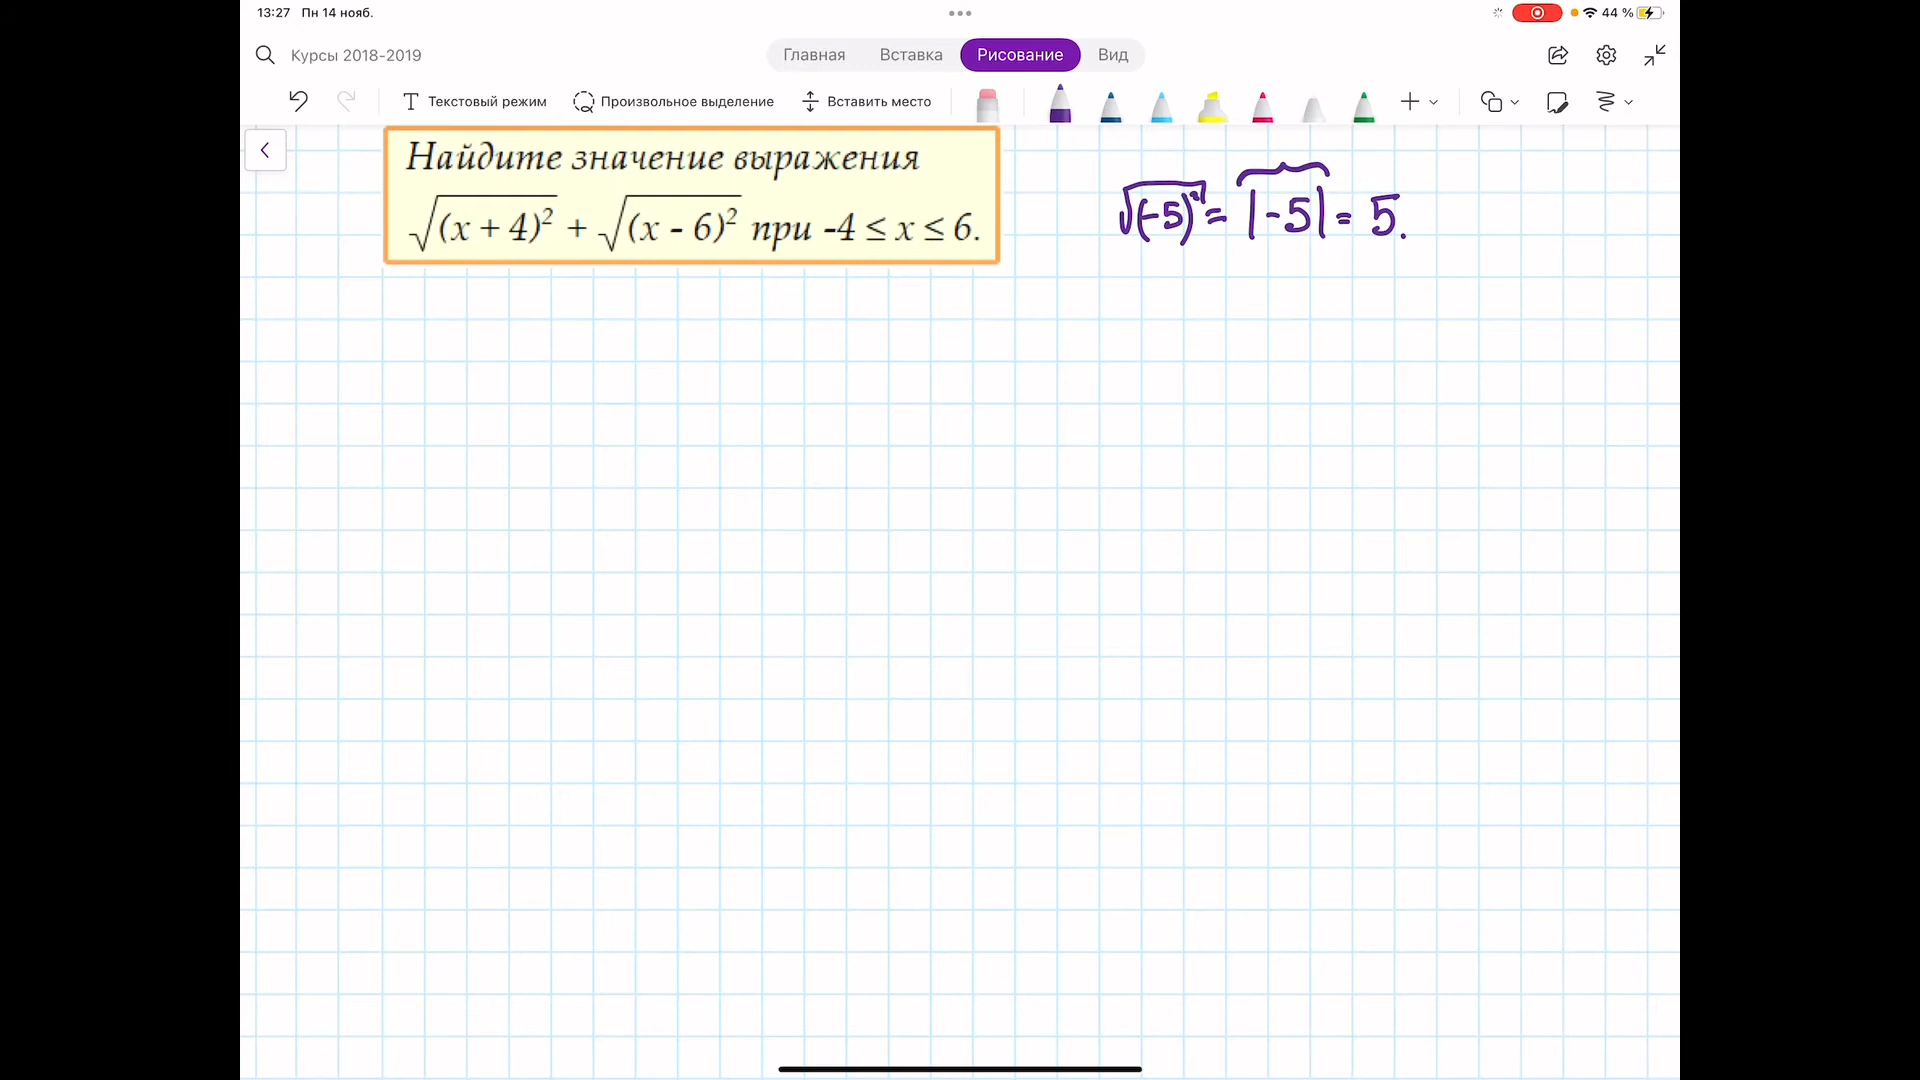 13:27 Пн 14 нояб.
44 %
Курсы 2018-2019
Главная Вставка Рисование Вид
Текстовый режим Произвольное выделение Вставить место
Найдите значение выражения
√(x + 4)² + √(x - 6)² при -4 ≤ x ≤ 6.
√(-5)² = |-5| = 5.